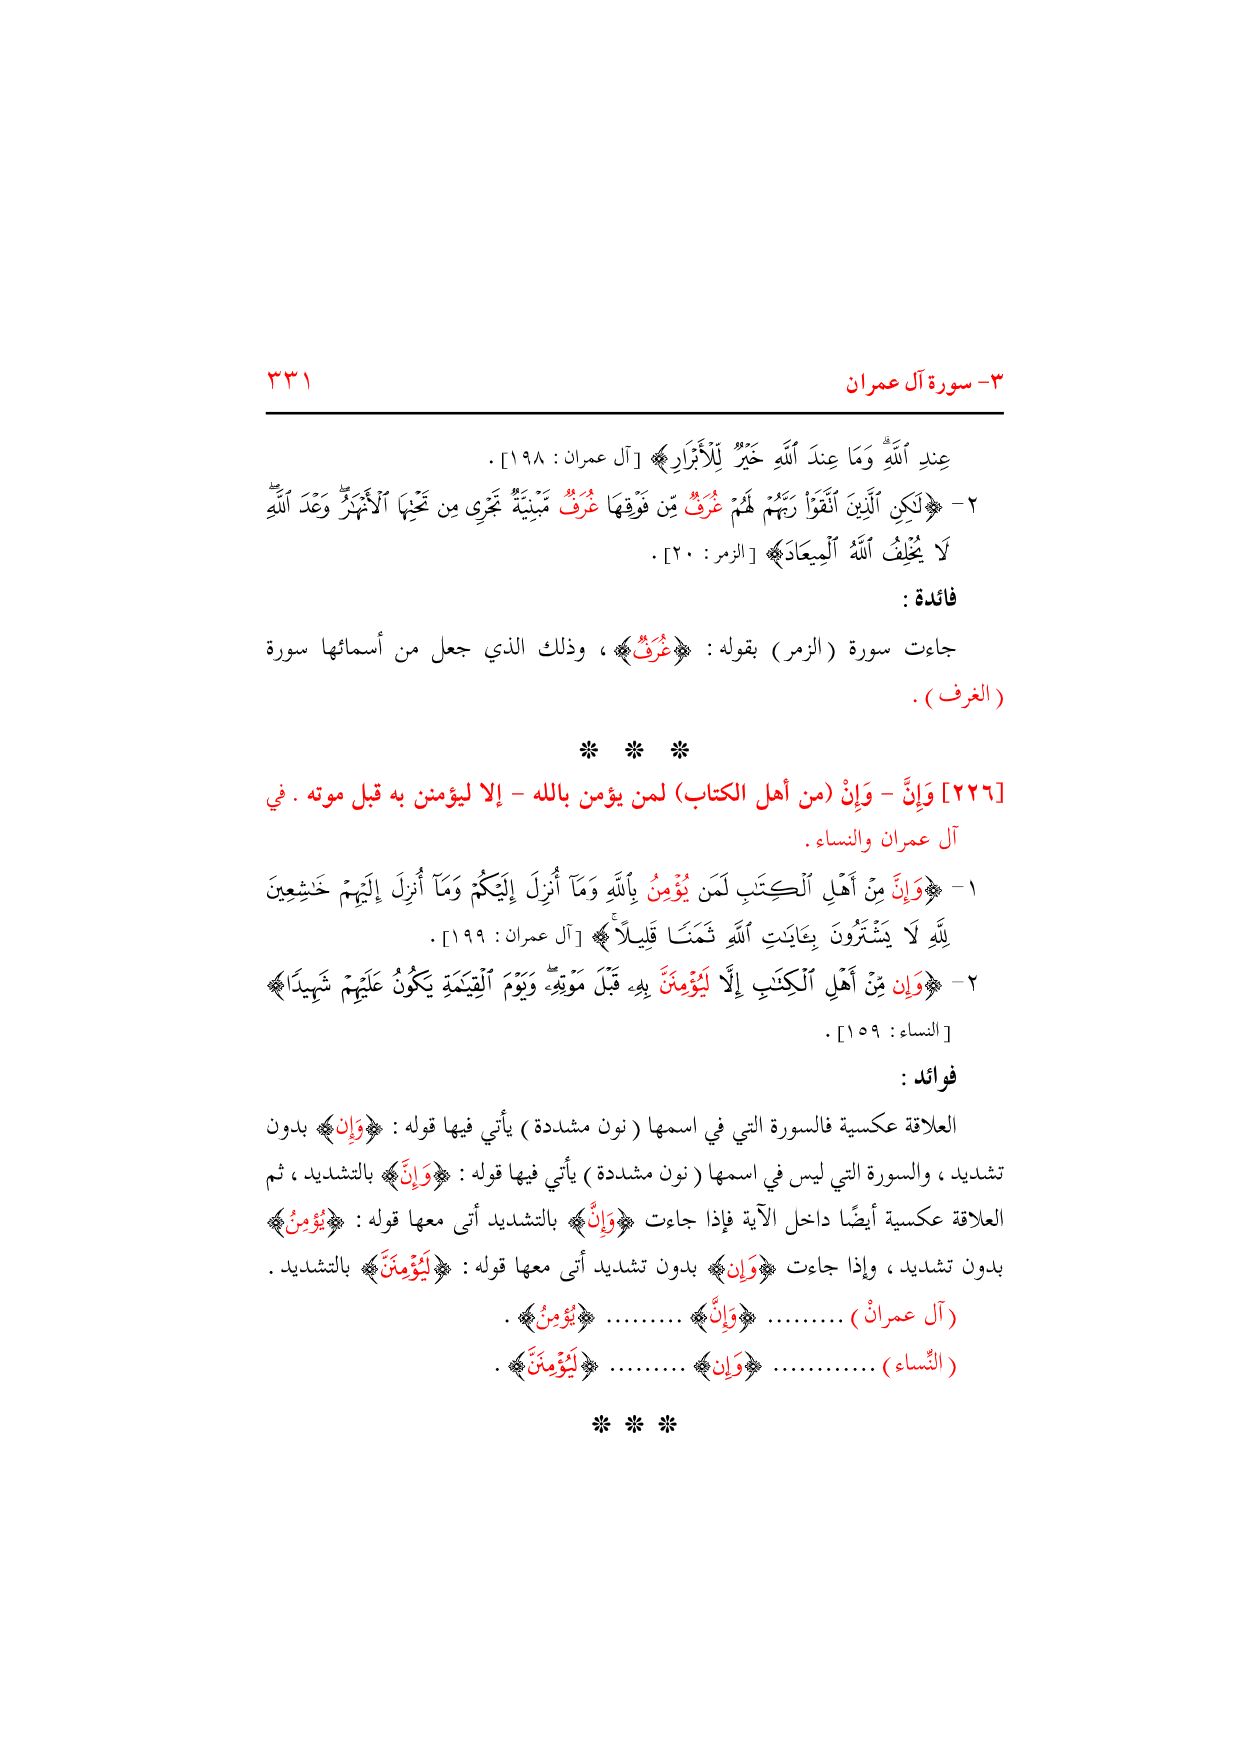 ٣- سورة آل عمران ٣٣١
عِندِ ٱللَّهِۗ وَمَا عِندَ ٱللَّهِ خَيْرٌ لِّلْأَبْرَارِ﴾ [آل عمران : ١٩٨] .
٢- ﴿لَٰكِنِ ٱلَّذِينَ ٱتَّقَوْا۟ رَبَّهُمْ لَهُمْ غُرَفٌ مِّن فَوْقِهَا غُرَفٌ مَّبْنِيَّةٌ تَجْرِى مِن تَحْتِهَا ٱلْأَنْهَٰرُۖ وَعْدَ ٱللَّهِۖ
لَا يُخْلِفُ ٱللَّهُ ٱلْمِيعَادَ﴾ [الزمر : ٢٠] .
فائدة :
جاءت سورة (الزمر) بقوله : ﴿غُرَفٌ﴾ ، وذلك الذي جعل من أسمائها سورة
(الغرف) .
❊ ❊ ❊
[٢٢٦] وَإِنَّ – وَإِنْ (من أهل الكتاب) لمن يؤمن بالله – إلا ليؤمنن به قبل موته . في
آل عمران والنساء .
١- ﴿وَإِنَّ مِنْ أَهْلِ ٱلْكِتَٰبِ لَمَن يُؤْمِنُ بِٱللَّهِ وَمَآ أُنزِلَ إِلَيْكُمْ وَمَآ أُنزِلَ إِلَيْهِمْ خَٰشِعِينَ
لِلَّهِ لَا يَشْتَرُونَ بِـَٔايَٰتِ ٱللَّهِ ثَمَنًا قَلِيلًاۚ﴾ [آل عمران : ١٩٩] .
٢- ﴿وَإِن مِّنْ أَهْلِ ٱلْكِتَٰبِ إِلَّا لَيُؤْمِنَنَّ بِهِۦ قَبْلَ مَوْتِهِۦۖ وَيَوْمَ ٱلْقِيَٰمَةِ يَكُونُ عَلَيْهِمْ شَهِيدًا﴾
[النساء : ١٥٩] .
فوائد :
العلاقة عكسية فالسورة التي في اسمها (نون مشددة) يأتي فيها قوله : ﴿وَإِن﴾ بدون
تشديد ، والسورة التي ليس في اسمها (نون مشددة) يأتي فيها قوله : ﴿وَإِنَّ﴾ بالتشديد ، ثم
العلاقة عكسية أيضًا داخل الآية فإذا جاءت ﴿وَإِنَّ﴾ بالتشديد أتى معها قوله : ﴿يُؤْمِنُ﴾
بدون تشديد ، وإذا جاءت ﴿وَإِن﴾ بدون تشديد أتى معها قوله : ﴿لَيُؤْمِنَنَّ﴾ بالتشديد .
(آل عمرانْ) ......... ﴿وَإِنَّ﴾ ......... ﴿يُؤْمِنُ﴾ .
(النِّساء) ............ ﴿وَإِن﴾ ......... ﴿لَيُؤْمِنَنَّ﴾ .
❊ ❊ ❊